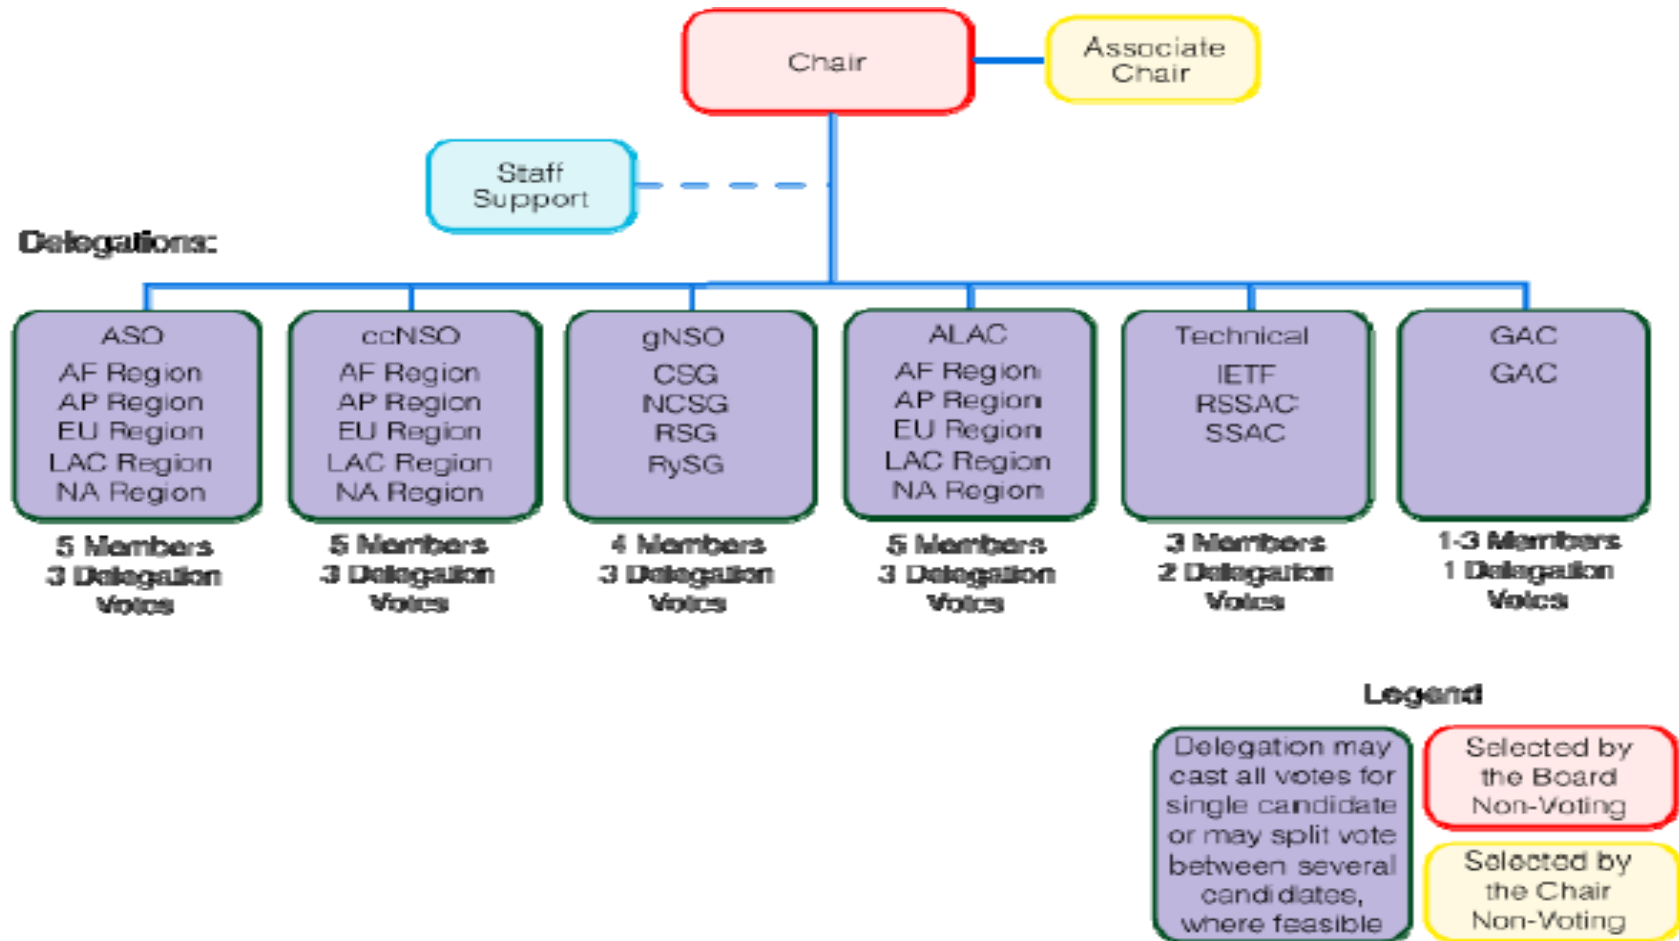 Chair
Associate
Chair
Staff
Support
Delegations:
ASO
AF Region
AP Region
EU Region
LAC Region
NA Region
5 Members
3 Delegation
Votes
ccNSO
AF Region
AP Region
EU Region
LAC Region
NA Region
5 Members
3 Delegation
Votes
gNSO
CSG
NCSG
RSG
RySG
4 Members
3 Delegation
Votes
ALAC
AF Region
AP Region
EU Region
LAC Region
NA Region
5 Members
3 Delegation
Votes
Technical
IETF
RSSAC
SSAC
3 Members
2 Delegation
Votes
GAC
GAC
1-3 Members
1 Delegation
Votes
Legend
Delegation may
cast all votes for
single candidate
or may split vote
between several
candidates,
where feasible
Selected by
the Board
Non-Voting
Selected by
the Chair
Non-Voting